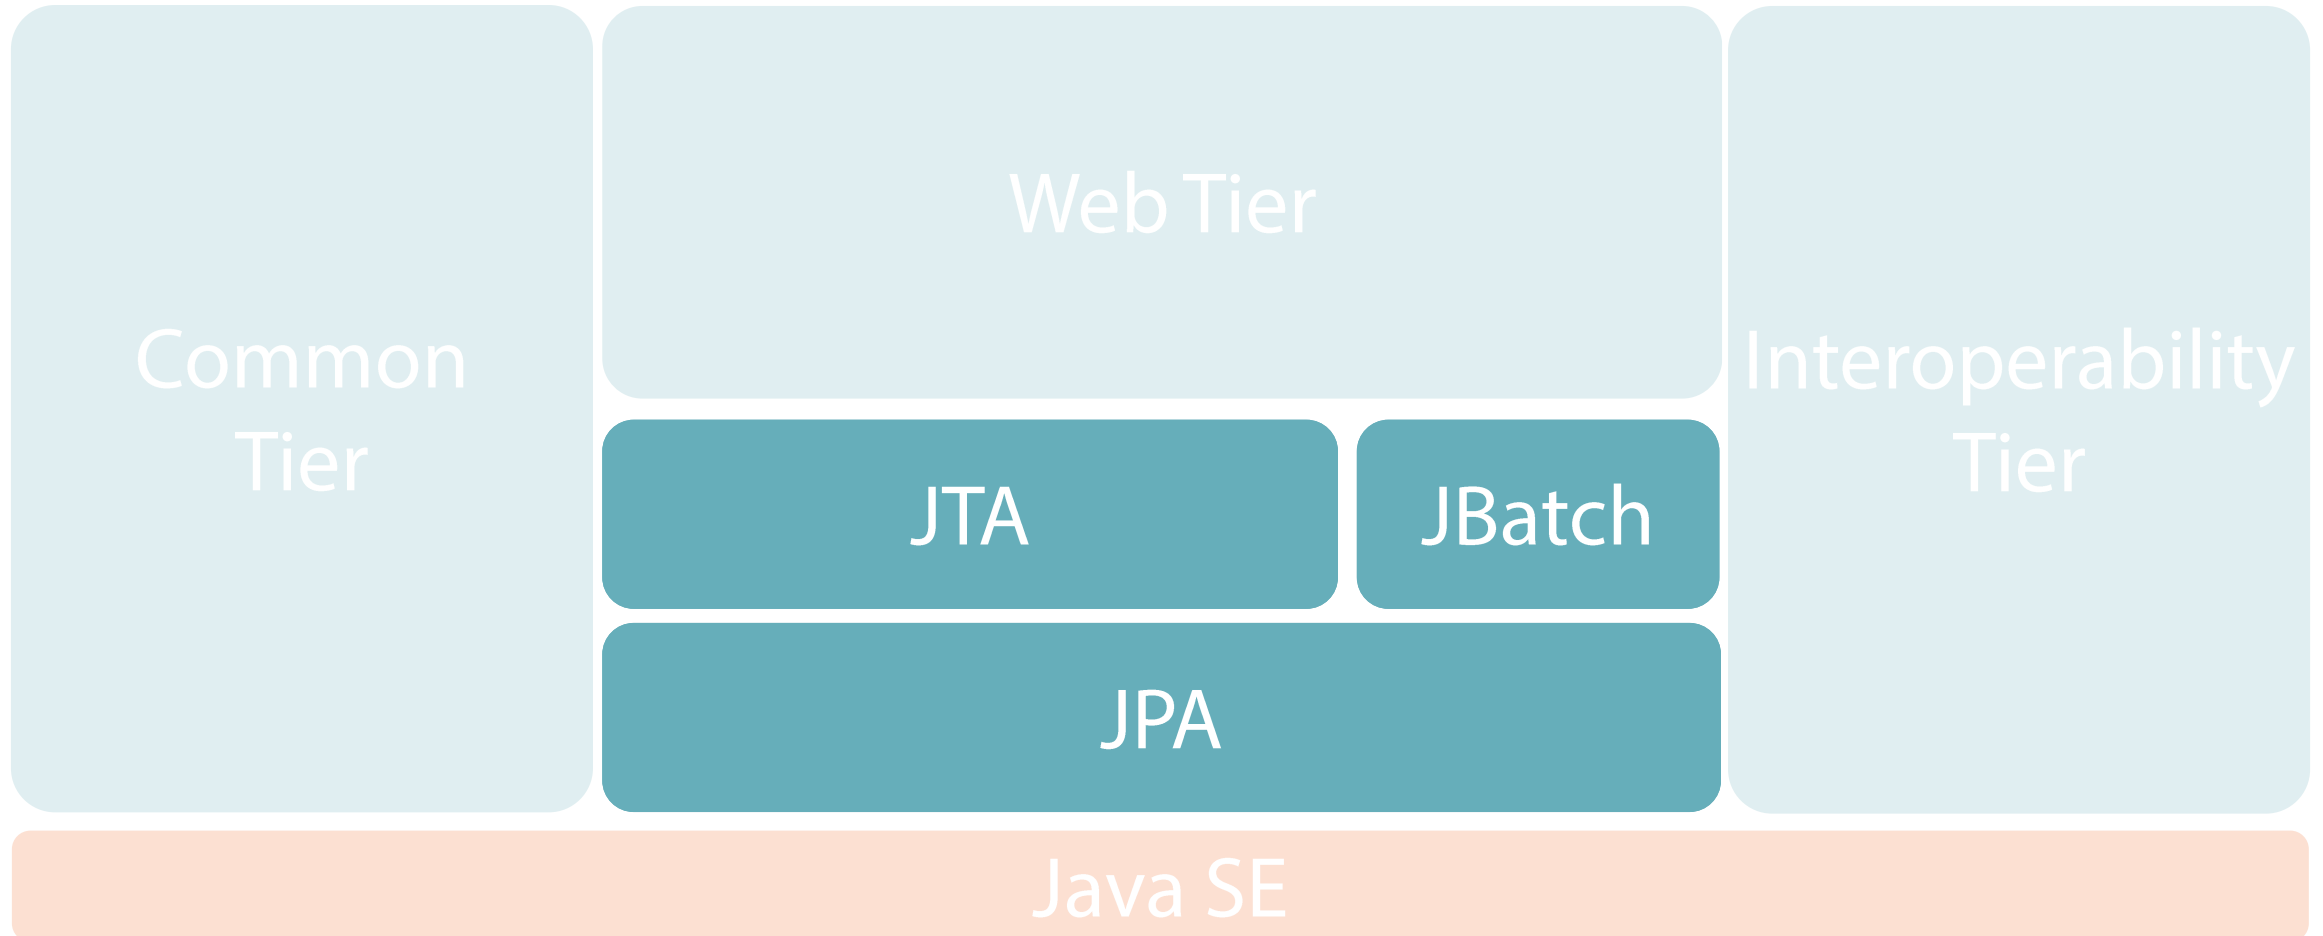 Web Tier
Common
Tier
Interoperability
Tier
JTA
JBatch
JPA
Java SE